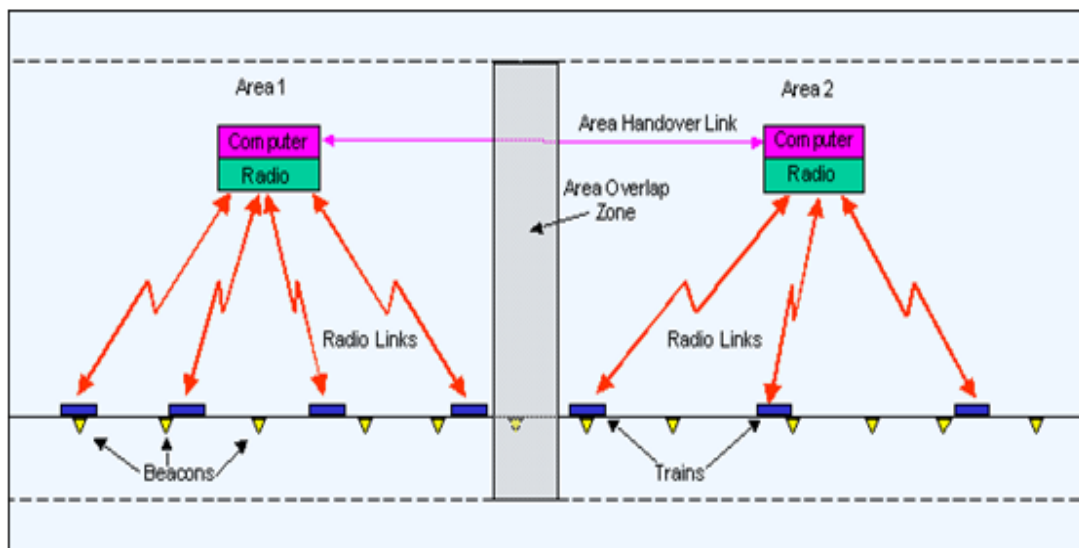 Area 1
Area 2
Computer
Radio
Area Handover Link
Computer
Radio
Area Overlap
Zone
Radio Links
Radio Links
Beacons
Trains